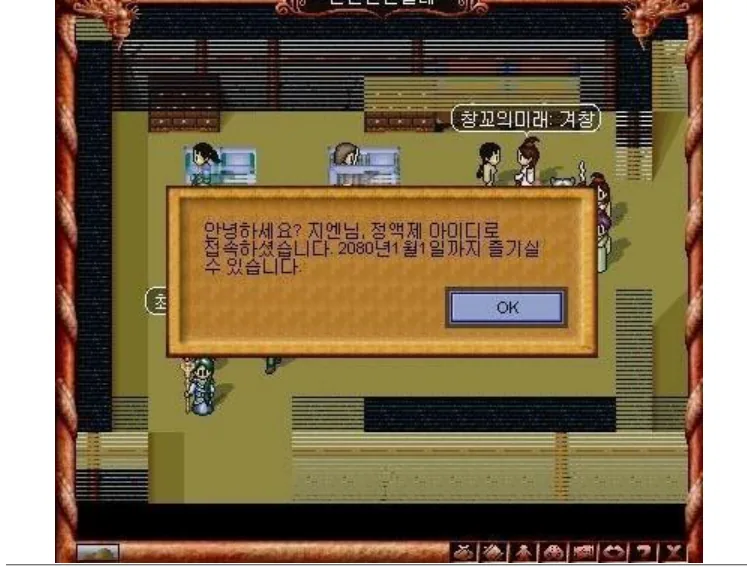 창꼬의미래: 겨창
안녕하세요? 지엔님, 정액제 아이디로
접속하셨습니다. 2080년1월1일까지 즐기실
수 있습니다.
초
OK